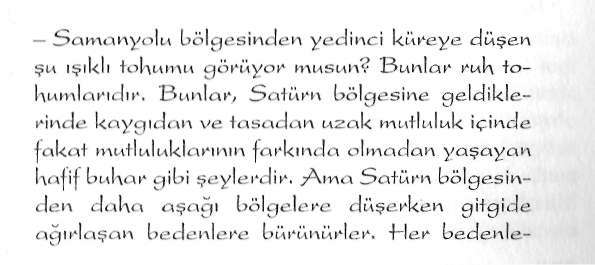 – Samanyolu bölgesinden yedinci küreye düşen
şu ışıklı tohumu görüyor musun? Bunlar ruh to-
humlarıdır. Bunlar, Satürn bölgesine geldikle-
rinde kaygıdan ve tasadan uzak mutluluk içinde
fakat mutluluklarının farkında olmadan yaşayan
hafif buhar gibi şeylerdir. Ama Satürn bölgesin-
den daha aşağı bölgelere düşerken gitgide
ağırlaşan bedenlere bürünürler. Her bedenle-